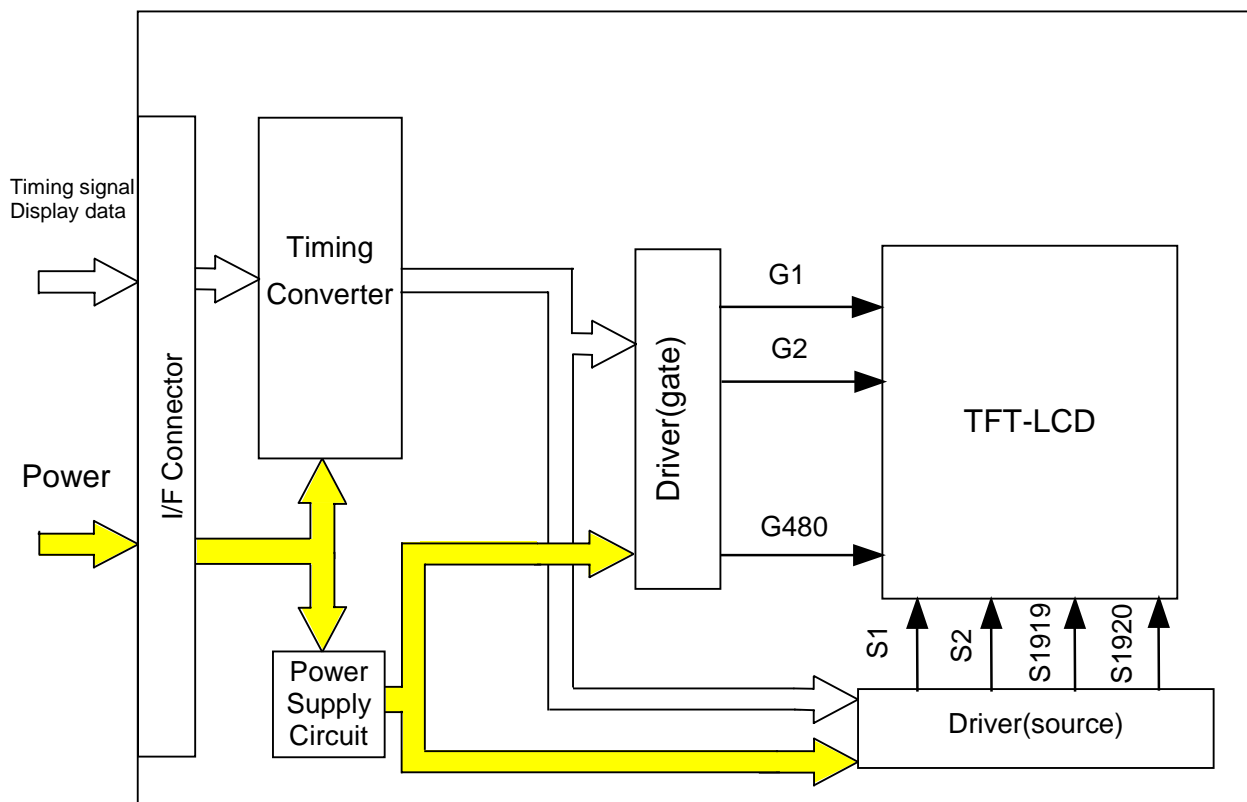 Timing signal
Display data
Power
I/F Connector
Timing
Converter
Power
Supply
Circuit
Driver(gate)
G1
G2
G480
TFT-LCD
S1
S2
S1919
S1920
Driver(source)